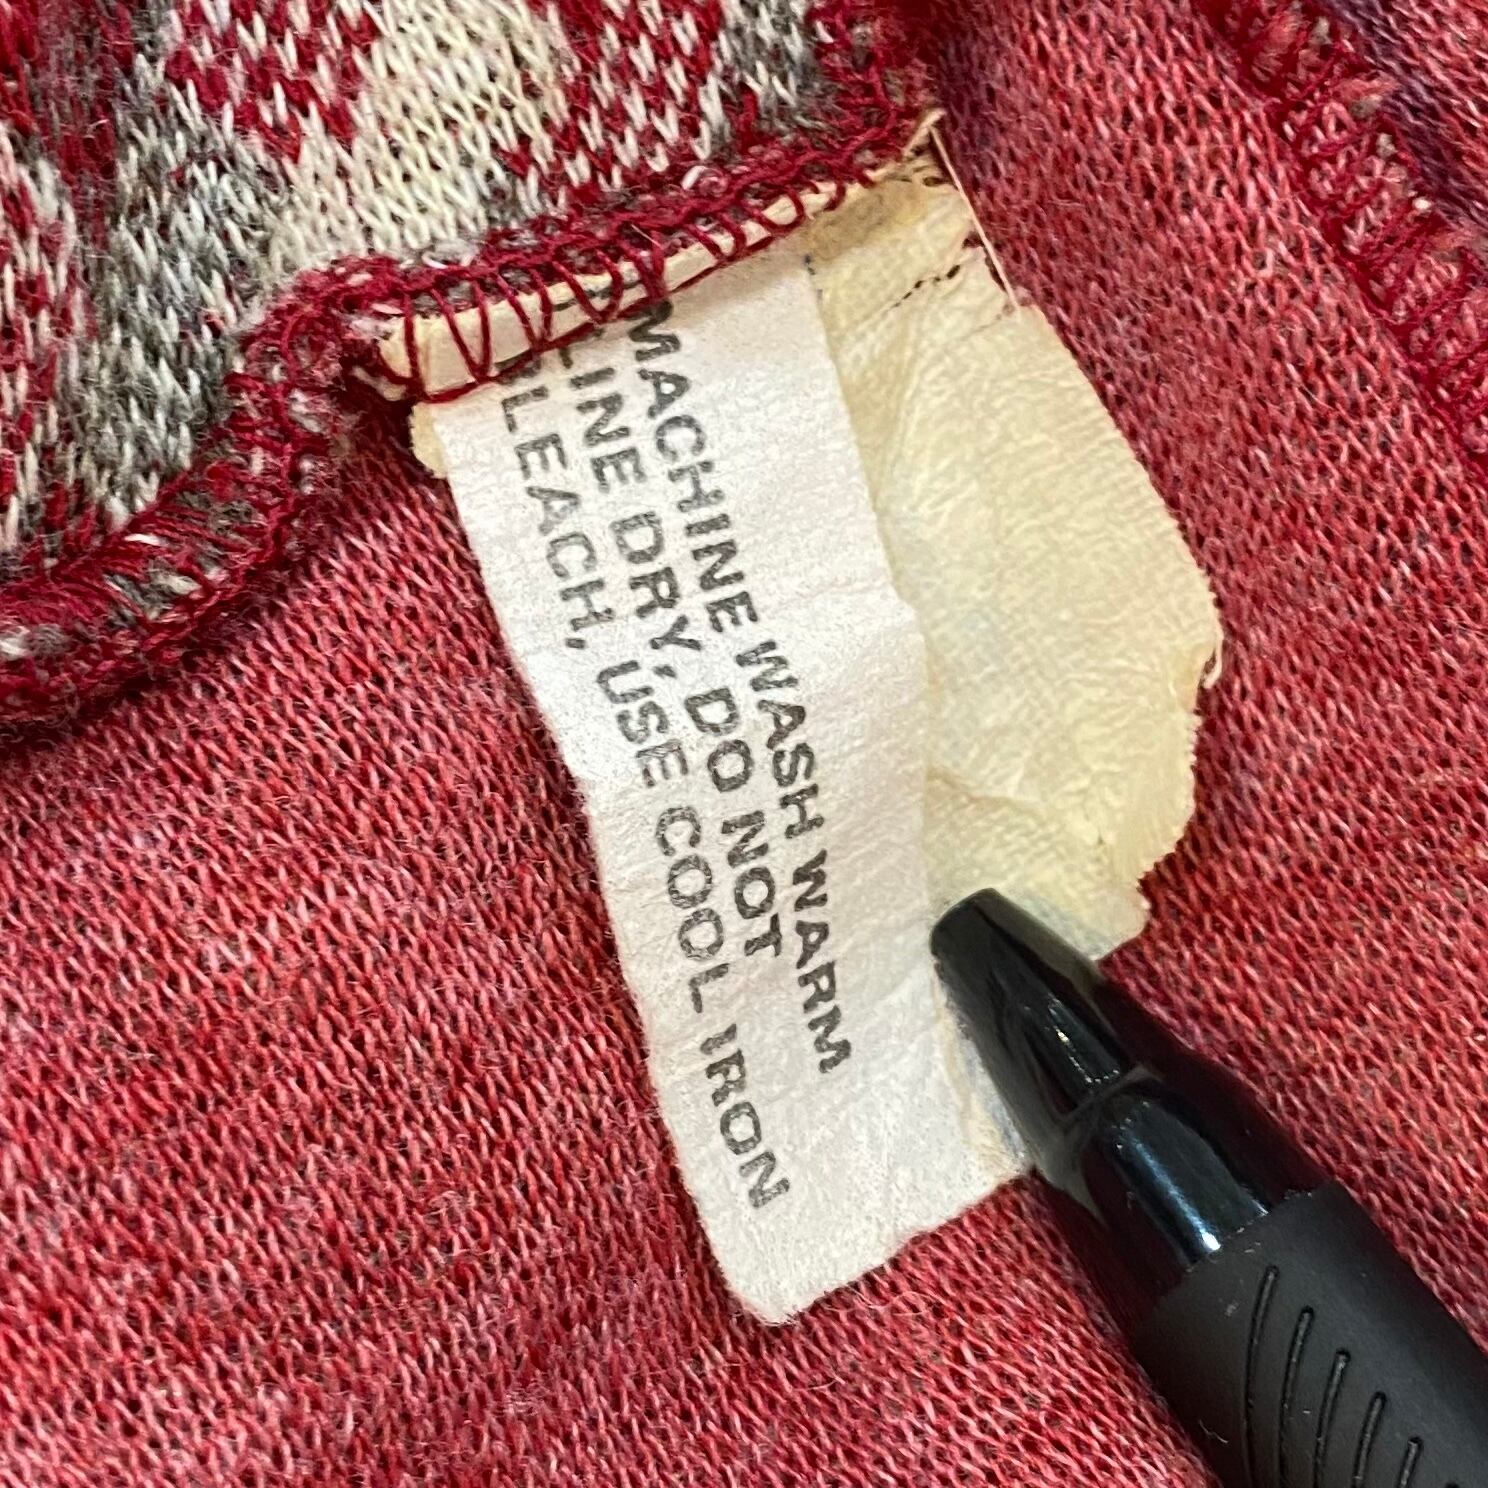 MACHINE WASH WARM
LINE DRY, DO NOT
BLEACH, USE COOL IRON